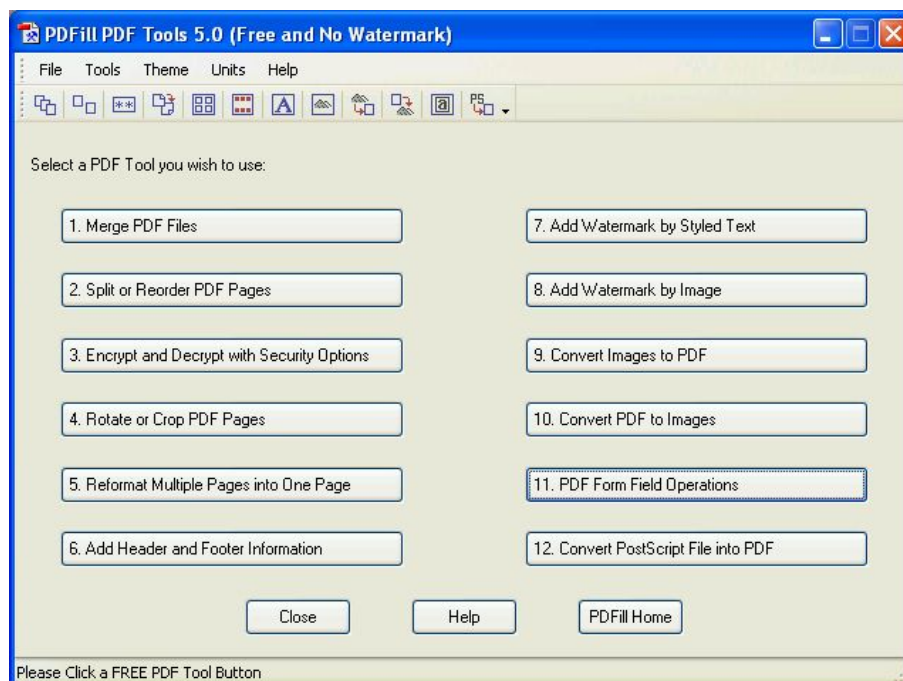 PDFill PDF Tools 5.0 (Free and No Watermark)
File Tools Theme Units Help
** A a PS
Select a PDF Tool you wish to use:
1. Merge PDF Files
2. Split or Reorder PDF Pages
3. Encrypt and Decrypt with Security Options
4. Rotate or Crop PDF Pages
5. Reformat Multiple Pages into One Page
6. Add Header and Footer Information
7. Add Watermark by Styled Text
8. Add Watermark by Image
9. Convert Images to PDF
10. Convert PDF to Images
11. PDF Form Field Operations
12. Convert PostScript File into PDF
Close Help PDFill Home
Please Click a FREE PDF Tool Button